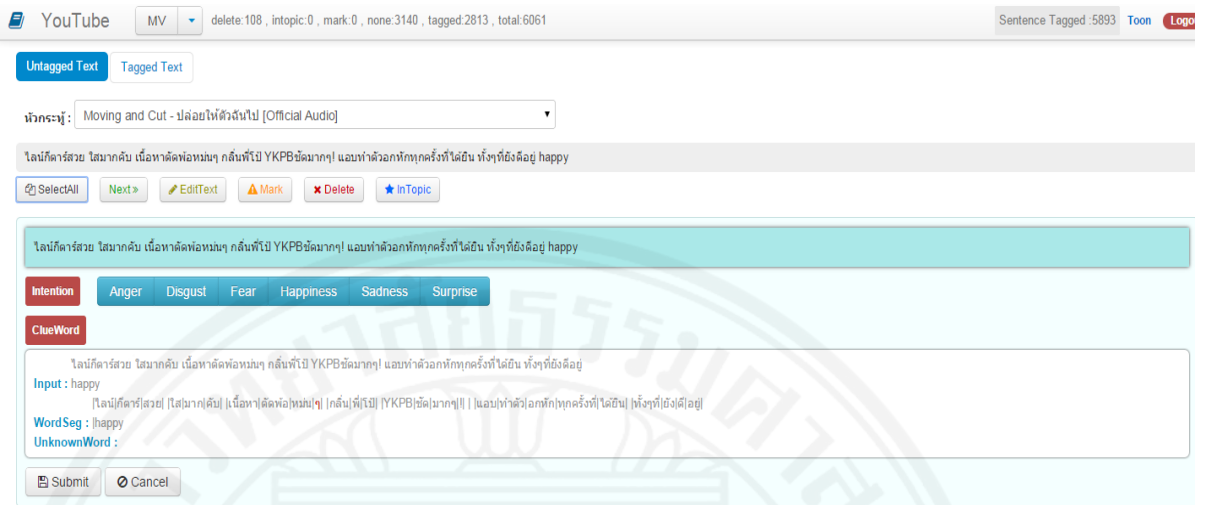 YouTube MV delete:108 , intopic:0 , mark:0 , none:3140 , tagged:2813 , total:6061 Sentence Tagged :5893 Toon Logo
Untagged Text Tagged Text
หัวกระทู้ : Moving and Cut - ปล่อยให้ตัวฉันไป [Official Audio]
ไลน์กีตาร์สวย ใสมากคับ เนื้อหาตัดพ้อหม่นๆ กลิ่นพี่โป้ YKPBชัดมากๆ! แอบทำตัวอกหักทุกครั้งที่ได้ยิน ทั้งๆที่ยังดีอยู่ happy
SelectAll Next» EditText Mark Delete InTopic
ไลน์กีตาร์สวย ใสมากคับ เนื้อหาตัดพ้อหม่นๆ กลิ่นพี่โป้ YKPBชัดมากๆ! แอบทำตัวอกหักทุกครั้งที่ได้ยิน ทั้งๆที่ยังดีอยู่ happy
Intention Anger Disgust Fear Happiness Sadness Surprise
ClueWord
ไลน์กีตาร์สวย ใสมากคับ เนื้อหาตัดพ้อหม่นๆ กลิ่นพี่โป้ YKPBชัดมากๆ! แอบทำตัวอกหักทุกครั้งที่ได้ยิน ทั้งๆที่ยังดีอยู่
Input : happy
|ไลน์|กีตาร์|สวย| |ใส|มาก|คับ| |เนื้อหา|ตัดพ้อ|หม่น|ๆ| |กลิ่น|พี่|โป้| |YKPB|ชัด|มากๆ|!| | |แอบ|ทำตัว|อกหัก|ทุกครั้งที่|ได้ยิน| |ทั้งๆที่|ยัง|ดี|อยู่|
WordSeg : |happy
UnknownWord :
Submit Cancel